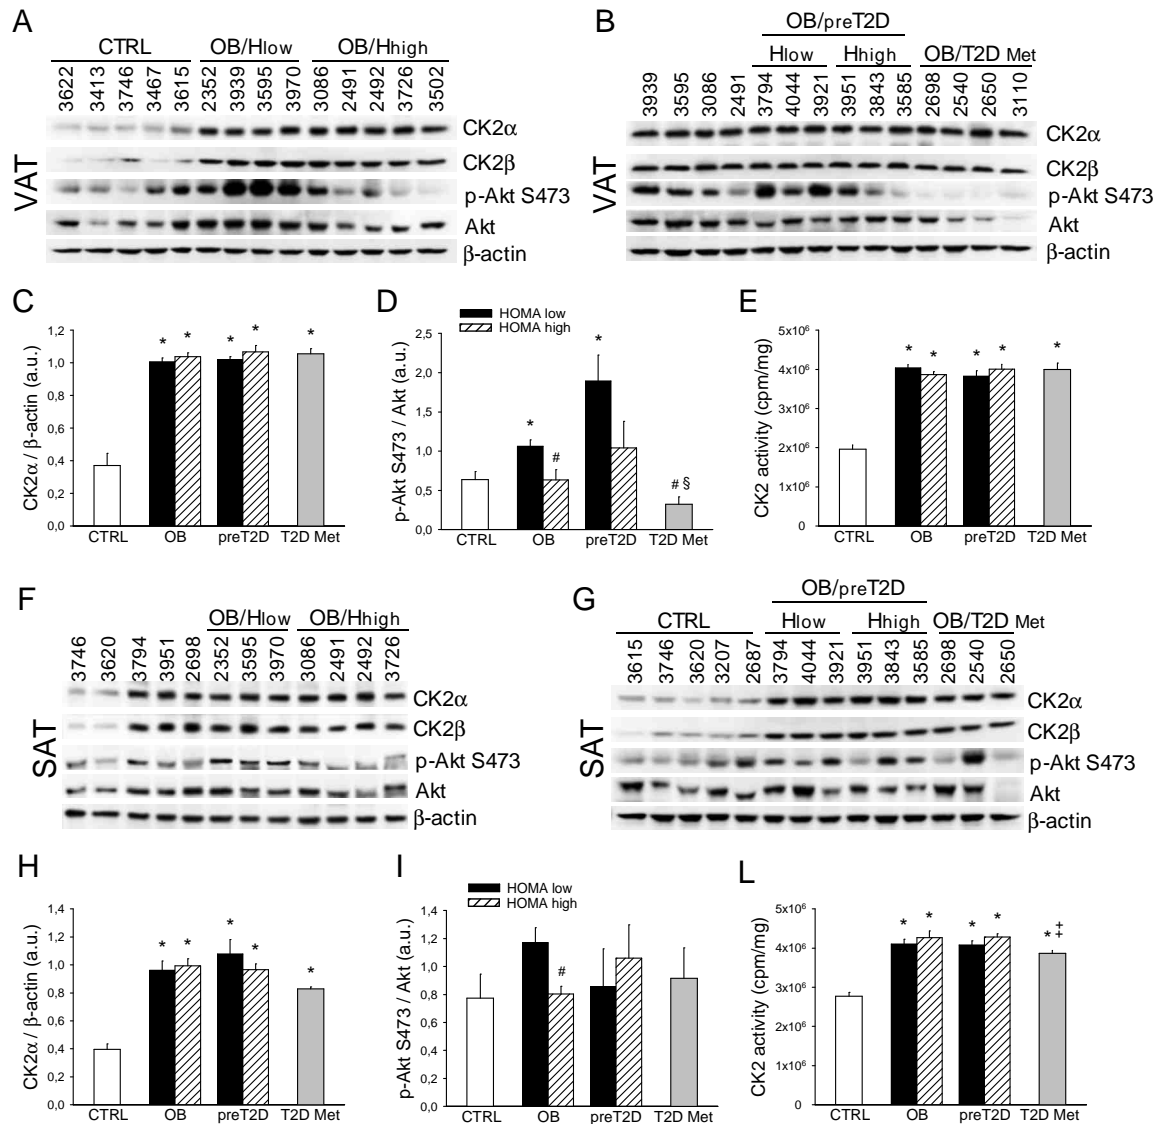 A
CTRL OB/Hlow OB/Hhigh
3622 3413 3746 3467 3615 2352 3939 3595 3970 3086 2491 2492 3726 3502
VAT
CK2α
CK2β
p-Akt S473
Akt
β-actin
B
OB/preT2D
Hlow Hhigh OB/T2D Met
3939 3595 3086 2491 3794 4044 3921 3951 3843 3585 2698 2540 2650 3110
VAT
CK2α
CK2β
p-Akt S473
Akt
β-actin
C
CK2α / β-actin (a.u.)
1,2
1,0
0,8
0,6
0,4
0,2
0,0
* * * * *
CTRL OB preT2D T2D Met
D
HOMA low
HOMA high
p-Akt S473 / Akt (a.u.)
2,5
2,0
1,5
1,0
0,5
0,0
* # * # §
CTRL OB preT2D T2D Met
E
CK2 activity (cpm/mg)
5x10⁶
4x10⁶
3x10⁶
2x10⁶
1x10⁶
0
* * * * *
CTRL OB preT2D T2D Met
F
OB/Hlow OB/Hhigh
3746 3620 3794 3951 2698 2352 3595 3970 3086 2491 2492 3726
SAT
CK2α
CK2β
p-Akt S473
Akt
β-actin
G
OB/preT2D
CTRL Hlow Hhigh OB/T2D Met
3615 3746 3620 3207 2687 3794 4044 3921 3951 3843 3585 2698 2540 2650
SAT
CK2α
CK2β
p-Akt S473
Akt
β-actin
H
CK2α / β-actin (a.u.)
1,4
1,2
1,0
0,8
0,6
0,4
0,2
0,0
* * * * *
CTRL OB preT2D T2D Met
I
HOMA low
HOMA high
p-Akt S473 / Akt (a.u.)
1,4
1,2
1,0
0,8
0,6
0,4
0,2
0,0
#
CTRL OB preT2D T2D Met
L
CK2 activity (cpm/mg)
5x10⁶
4x10⁶
3x10⁶
2x10⁶
1x10⁶
0
* * * * * ‡
CTRL OB preT2D T2D Met